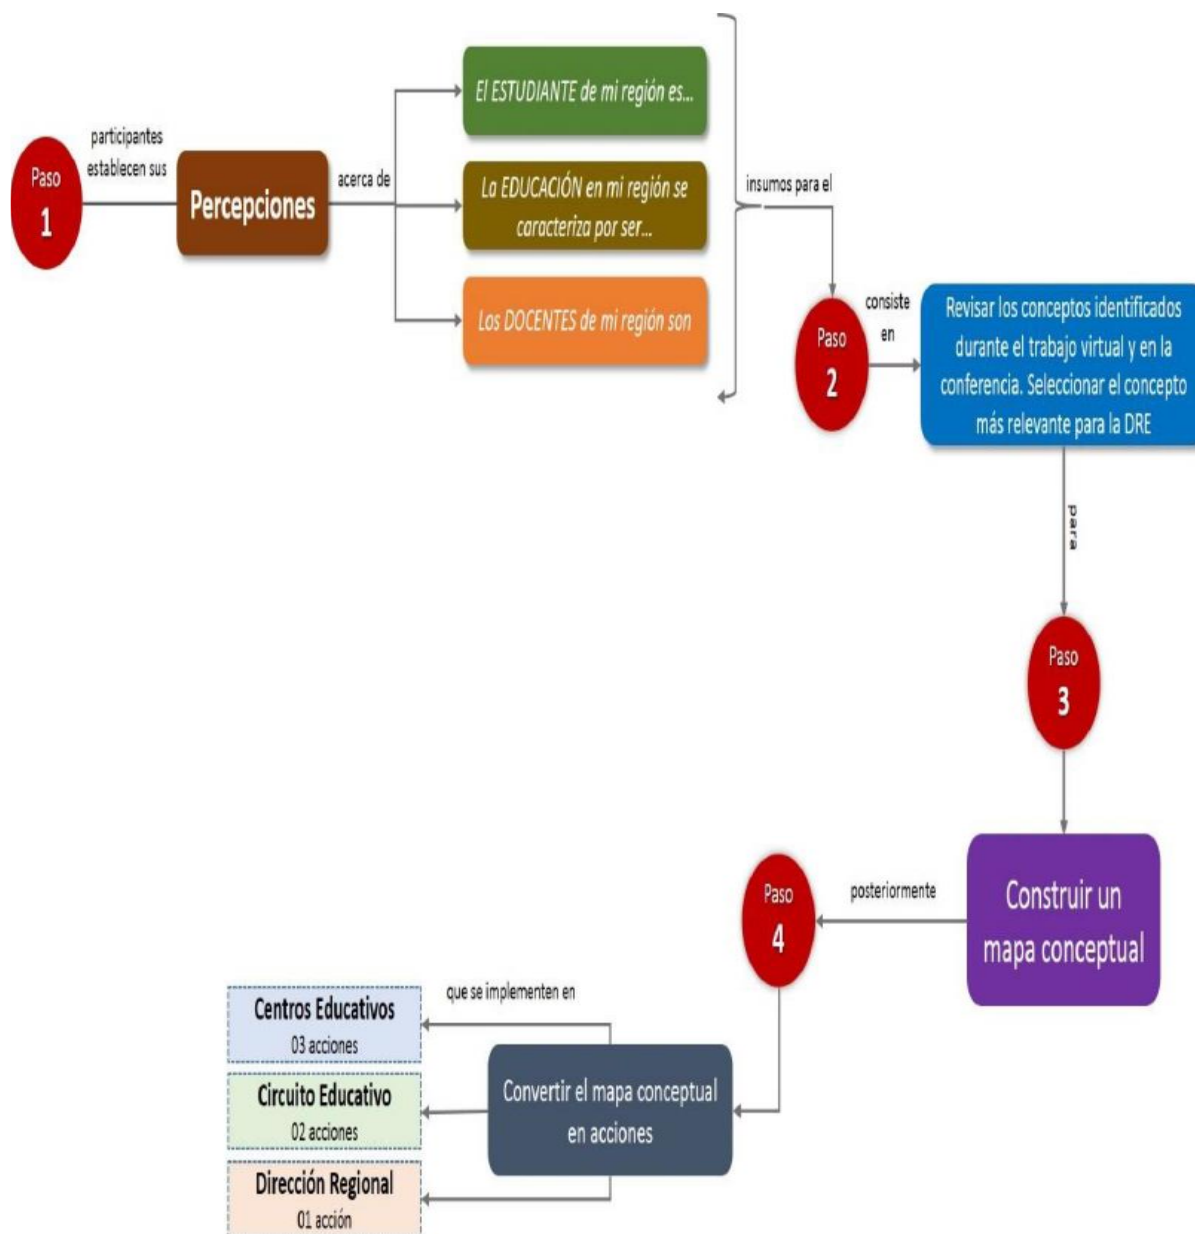 Paso
1
participantes
establecen sus
Percepciones
acerca de
El ESTUDIANTE de mi región es...
La EDUCACIÓN en mi región se
caracteriza por ser...
Los DOCENTES de mi región son
insumos para el
Paso
2
consiste
en
Revisar los conceptos identificados
durante el trabajo virtual y en la
conferencia. Seleccionar el concepto
más relevante para la DRE
para
Paso
3
Construir un
mapa conceptual
posteriormente
Paso
4
Convertir el mapa conceptual
en acciones
que se implementen en
Centros Educativos
03 acciones
Circuito Educativo
02 acciones
Dirección Regional
01 acción